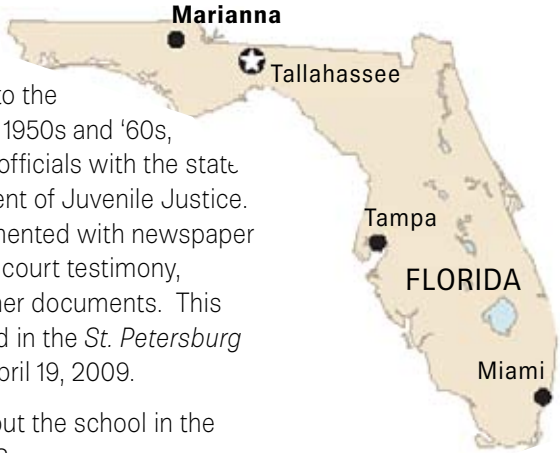 Marianna
Tallahassee
Tampa
FLORIDA
Miami
to the
1950s and ‘60s,
officials with the state
ent of Juvenile Justice.
mented with newspaper
court testimony,
her documents. This
d in the St. Petersburg
pril 19, 2009.
out the school in the